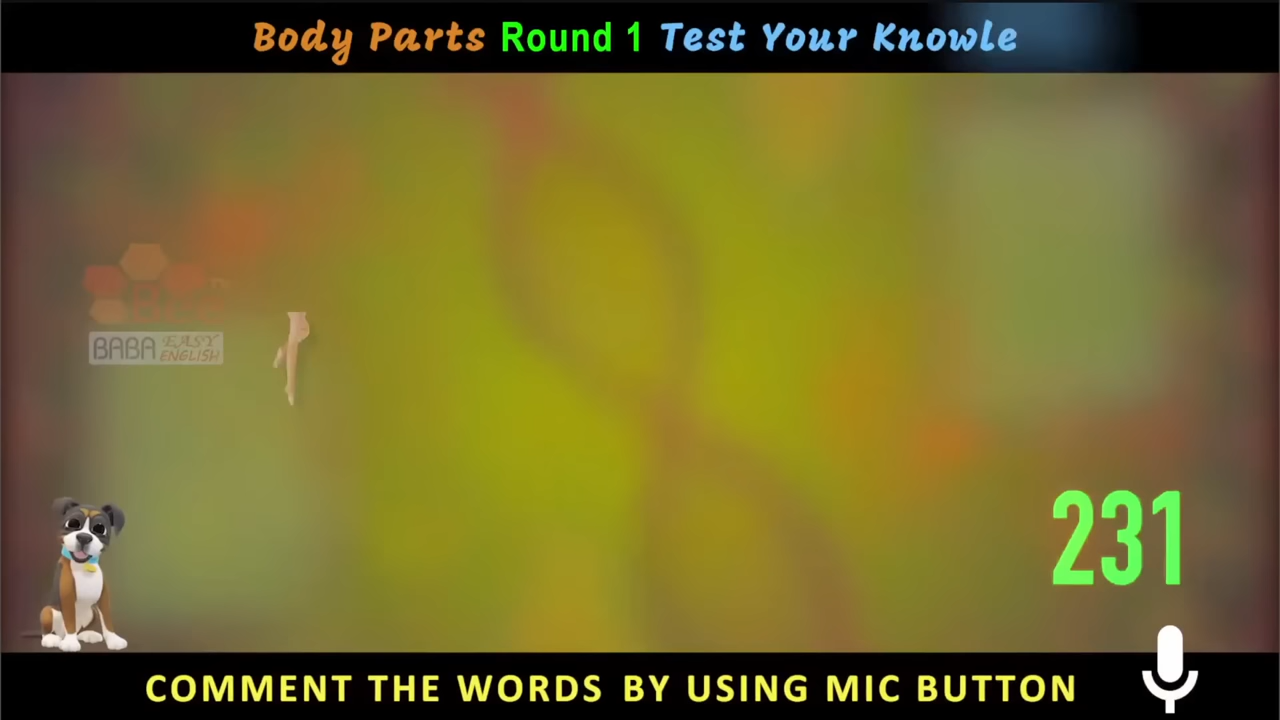 Body Parts Round 1 Test Your Knowle
BABA EASY
ENGLISH
231
COMMENT THE WORDS BY USING MIC BUTTON